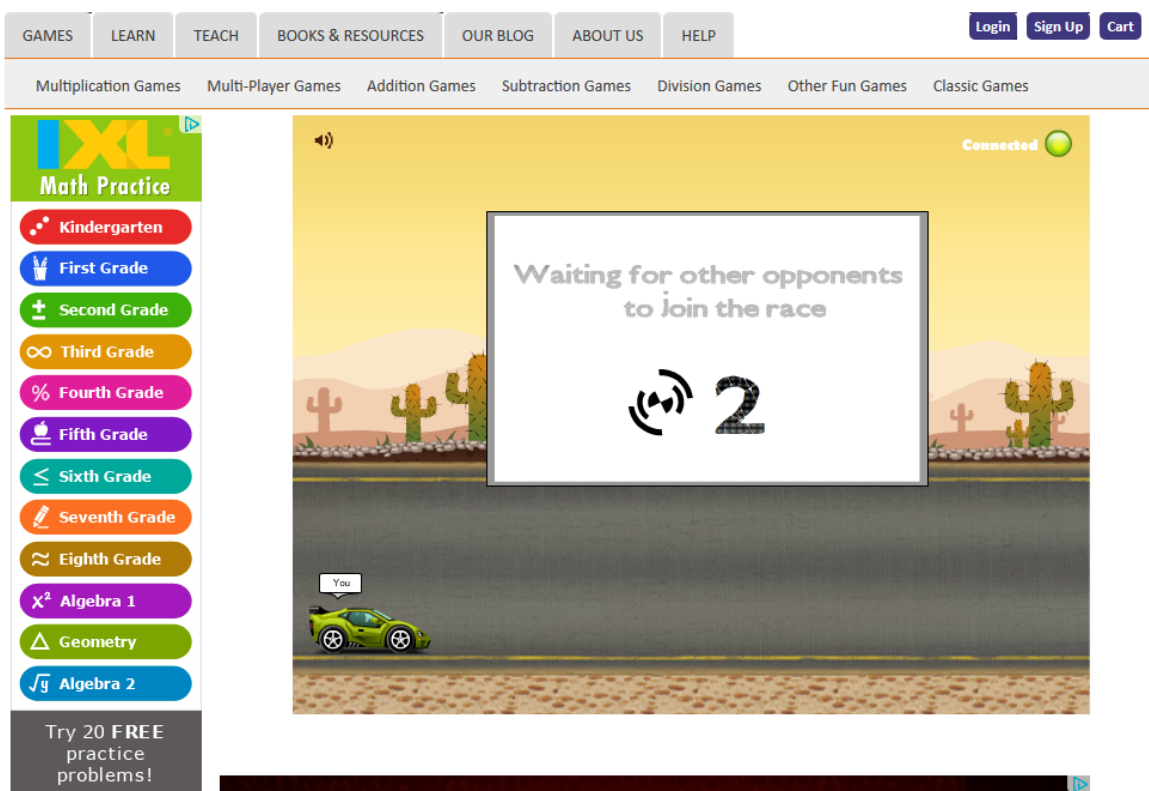 GAMES LEARN TEACH BOOKS & RESOURCES OUR BLOG ABOUT US HELP Login Sign Up Cart
Multiplication Games Multi-Player Games Addition Games Subtraction Games Division Games Other Fun Games Classic Games
IXL
Math Practice
Kindergarten
First Grade
± Second Grade
∞ Third Grade
% Fourth Grade
Fifth Grade
≤ Sixth Grade
Seventh Grade
≈ Eighth Grade
x² Algebra 1
Geometry
√y Algebra 2
Try 20 FREE
practice
problems!
Connected
Waiting for other opponents
to join the race
2
You